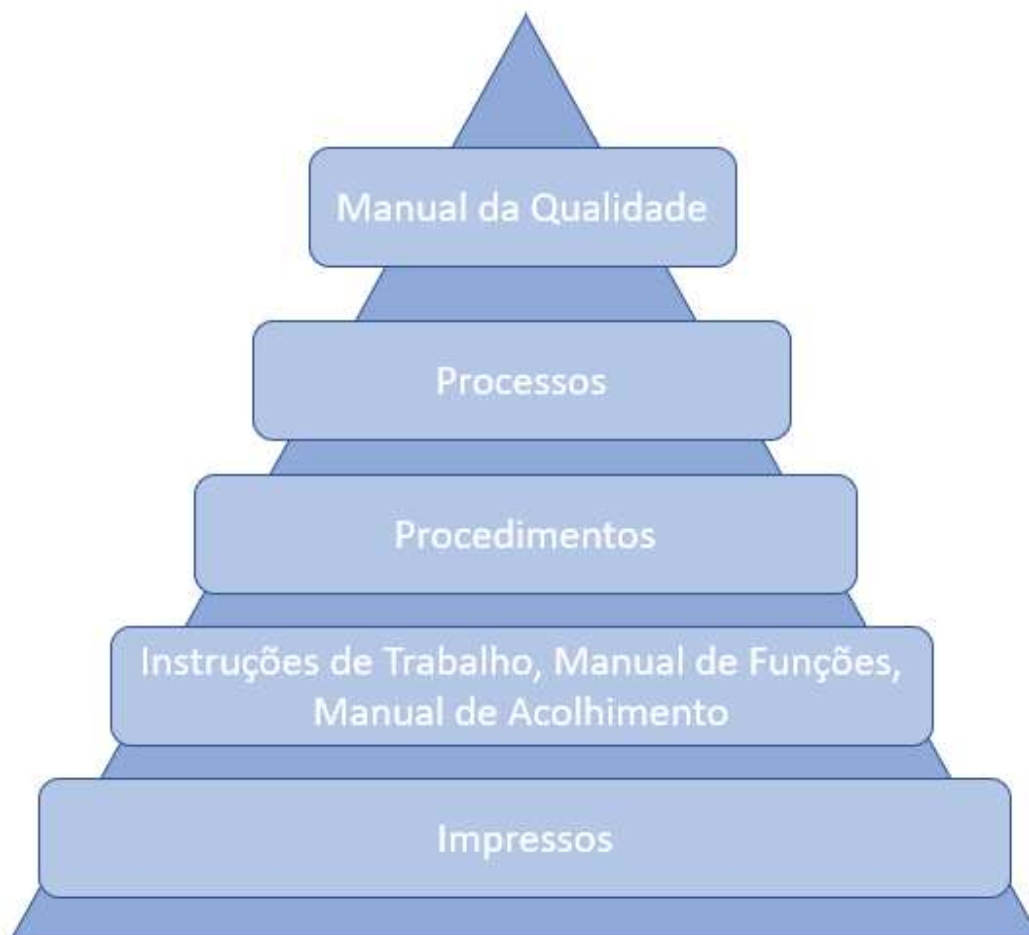 Manual da Qualidade
Processos
Procedimentos
Instruções de Trabalho, Manual de Funções,
Manual de Acolhimento
Impressos